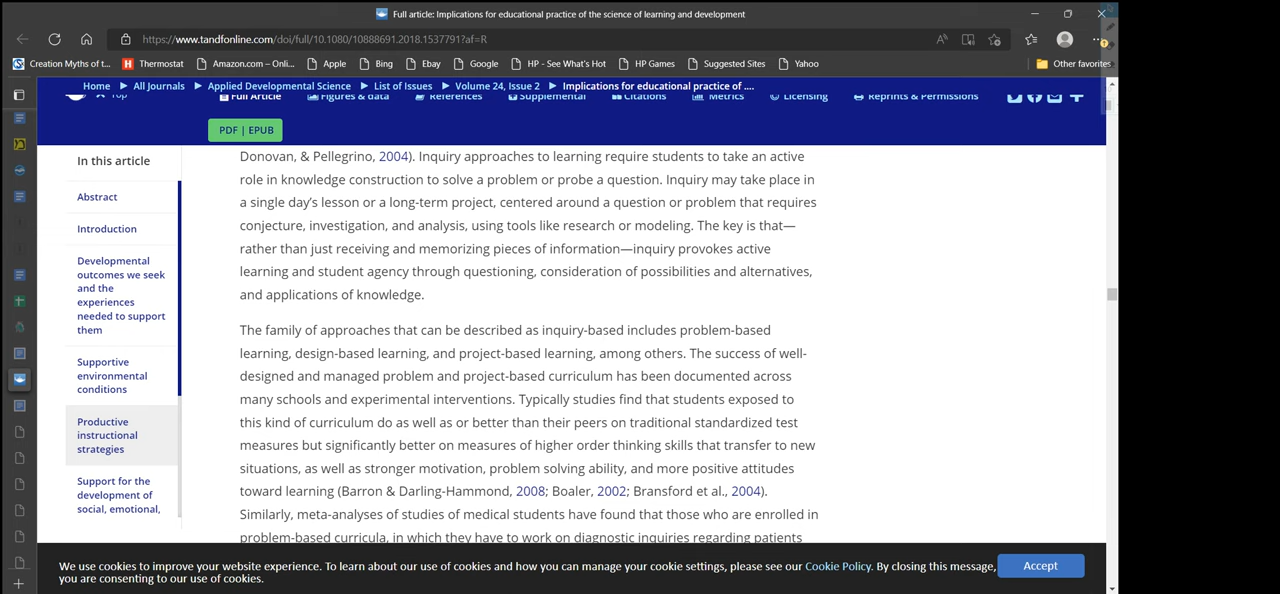 Full article: Implications for educational practice of the science of learning and development
https://www.tandfonline.com/doi/full/10.1080/10888691.2018.1537791?af=R
Creation Myths of t... Thermostat Amazon.com – Onli... Apple Bing Ebay Google HP - See What's Hot HP Games Suggested Sites Yahoo Other favorites
Home All Journals Applied Developmental Science List of Issues Volume 24, Issue 2 Implications for educational practice of ....
Top Full Article Figures & data References Supplemental Citations Metrics Licensing Reprints & Permissions
PDF | EPUB
In this article
Abstract
Introduction
Developmental
outcomes we seek
and the
experiences
needed to support
them
Supportive
environmental
conditions
Productive
instructional
strategies
Support for the
development of
social, emotional,
Donovan, & Pellegrino, 2004). Inquiry approaches to learning require students to take an active
role in knowledge construction to solve a problem or probe a question. Inquiry may take place in
a single day's lesson or a long-term project, centered around a question or problem that requires
conjecture, investigation, and analysis, using tools like research or modeling. The key is that—
rather than just receiving and memorizing pieces of information—inquiry provokes active
learning and student agency through questioning, consideration of possibilities and alternatives,
and applications of knowledge.
The family of approaches that can be described as inquiry-based includes problem-based
learning, design-based learning, and project-based learning, among others. The success of well-
designed and managed problem and project-based curriculum has been documented across
many schools and experimental interventions. Typically studies find that students exposed to
this kind of curriculum do as well as or better than their peers on traditional standardized test
measures but significantly better on measures of higher order thinking skills that transfer to new
situations, as well as stronger motivation, problem solving ability, and more positive attitudes
toward learning (Barron & Darling-Hammond, 2008; Boaler, 2002; Bransford et al., 2004).
Similarly, meta-analyses of studies of medical students have found that those who are enrolled in
problem-based curricula, in which they have to work on diagnostic inquiries regarding patients
We use cookies to improve your website experience. To learn about our use of cookies and how you can manage your cookie settings, please see our Cookie Policy. By closing this message,
you are consenting to our use of cookies.
Accept